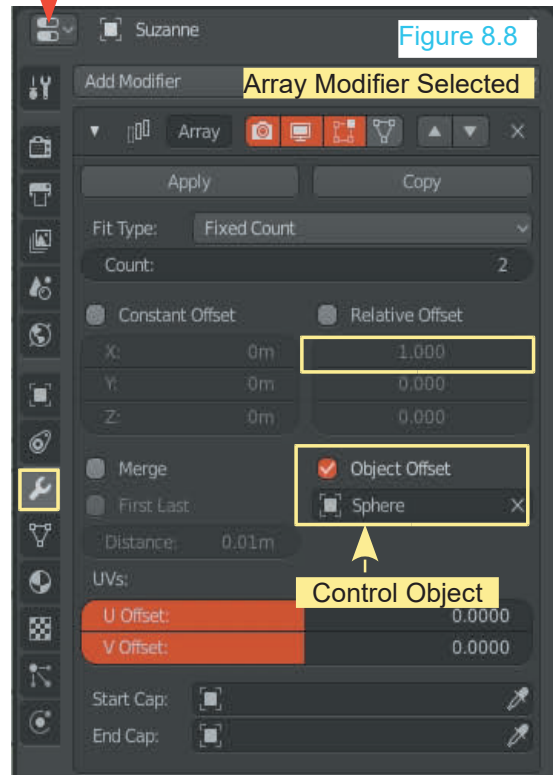 Suzanne
Figure 8.8
Add Modifier
Array Modifier Selected
Array
Apply
Copy
Fit Type:
Fixed Count
Count:
2
Constant Offset
Relative Offset
X:
0m
1.000
Y:
0m
0.000
Z:
0m
0.000
Merge
Object Offset
First Last
Sphere
Distance:
0.01m
Control Object
UVs:
U Offset:
0.0000
V Offset:
0.0000
Start Cap:
End Cap: